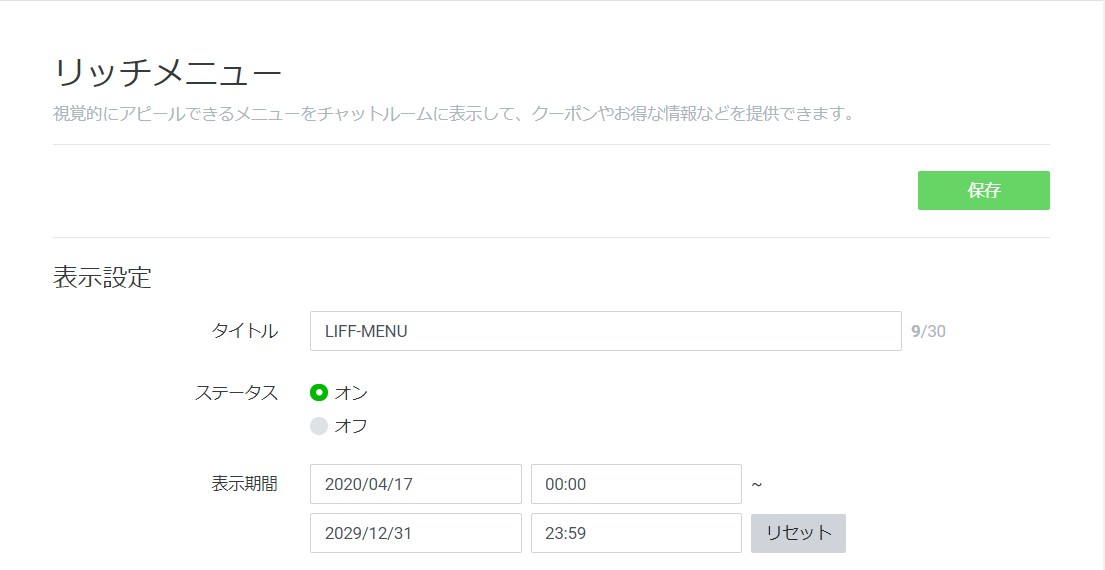 リッチメニュー
視覚的にアピールできるメニューをチャットルームに表示して、クーポンやお得な情報などを提供できます。
保存
表示設定
タイトル LIFF-MENU 9/30
ステータス オン
オフ
表示期間 2020/04/17 00:00 ~
2029/12/31 23:59 リセット